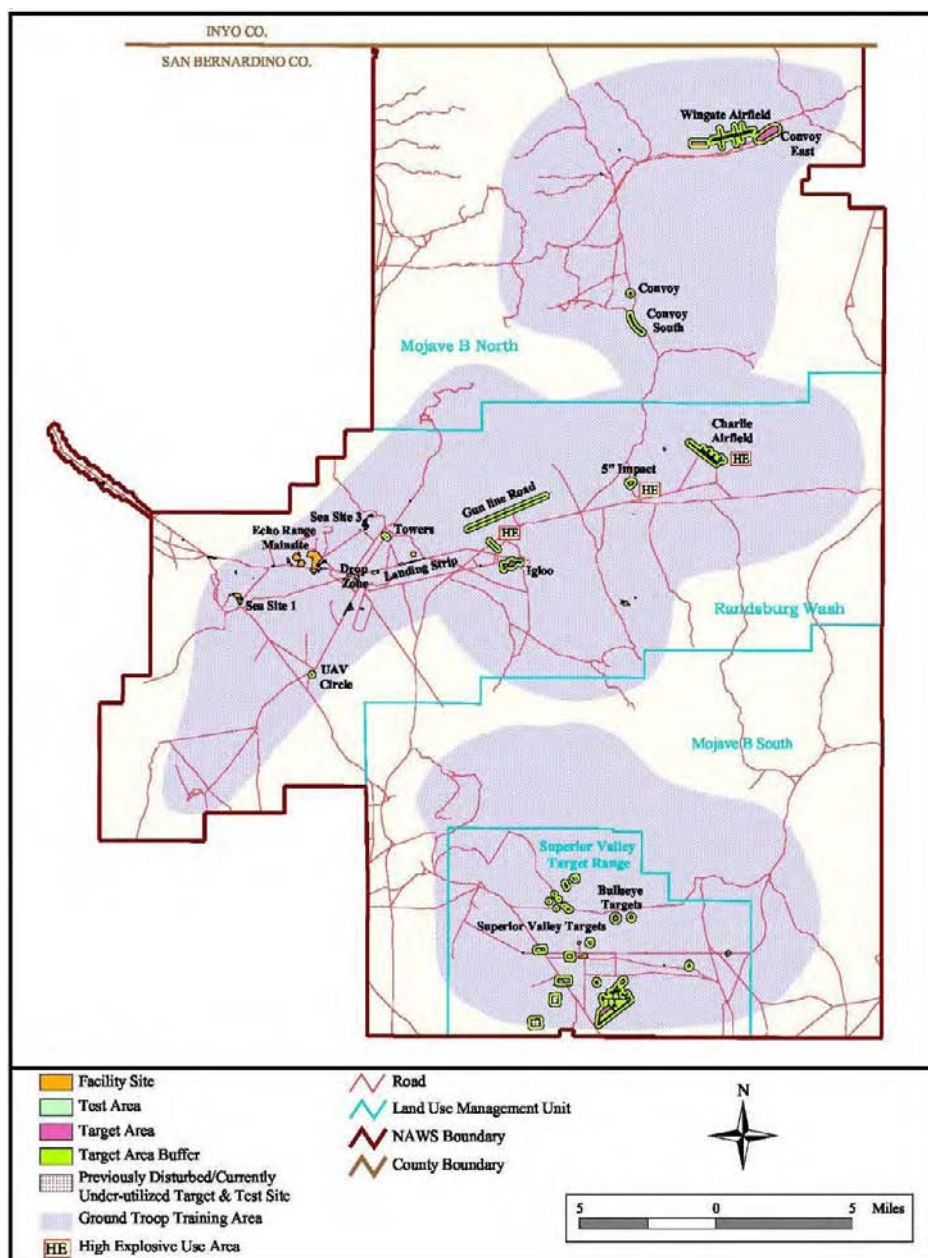 INYO CO.
SAN BERNARDINO CO.
Wingate Airfield
Convoy
East
Convoy
Convoy
South
Mojave B North
Charlie
Airfield
HE
5" Impact
HE
Gun line Road
Sea Site 3
Towers
HE
Echo Range
Mainsite
Drop
Zone
Landing Strip
Igloo
Sea Site 1
Randsburg Wash
UAV
Circle
Mojave B South
Superior Valley
Target Range
Bullseye
Targets
Superior Valley Targets
Facility Site
Test Area
Target Area
Target Area Buffer
Previously Disturbed/Currently
Under-utilized Target & Test Site
Ground Troop Training Area
HE High Explosive Use Area
Road
Land Use Management Unit
NAWS Boundary
County Boundary
N
5 0 5 Miles